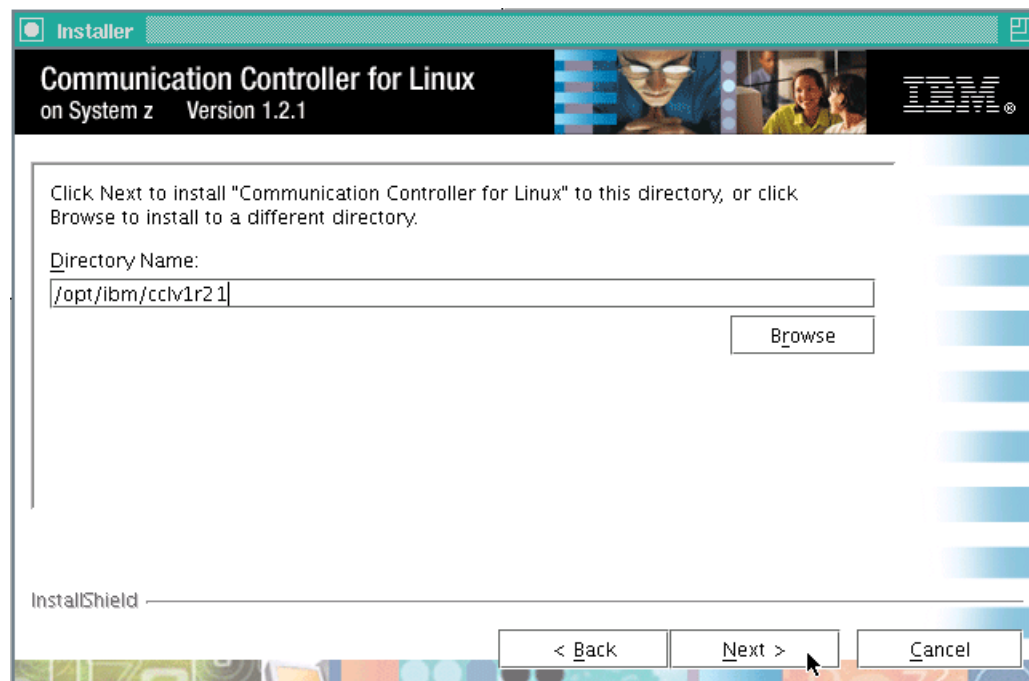 Installer
Communication Controller for Linux
on System z Version 1.2.1
IBM®
Click Next to install "Communication Controller for Linux" to this directory, or click
Browse to install to a different directory.
Directory Name:
/opt/ibm/cclv1r21
Browse
InstallShield
< Back
Next >
Cancel